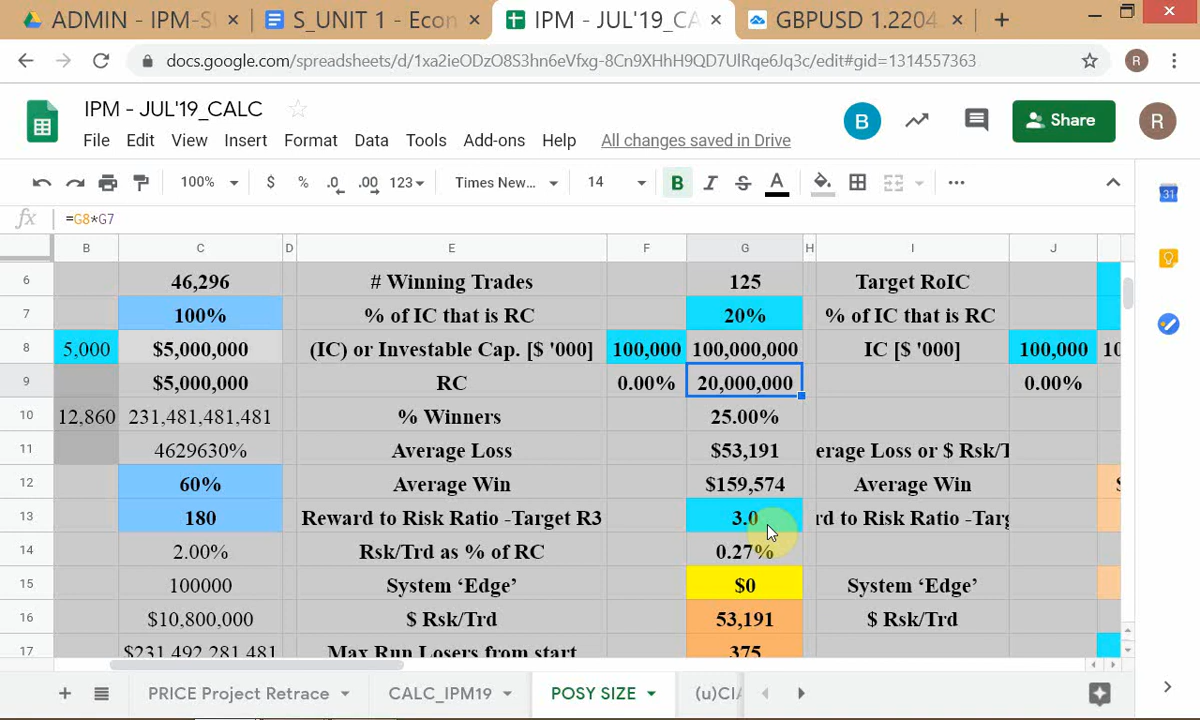 ADMIN - IPM-S
S_UNIT 1 - Econ
IPM - JUL'19_CA
GBPUSD 1.2204
docs.google.com/spreadsheets/d/1xa2ieODzO8S3hn6eVfxg-8Cn9XHhH9QD7UlRqe6Jq3c/edit#gid=1314557363
R
IPM - JUL'19_CALC
File Edit View Insert Format Data Tools Add-ons Help All changes saved in Drive
B
Share
R
100% $ % .0 .00 123 Times New... 14 B I S A
31
fx =G8*G7
B C D E F G H I J
6 46,296 # Winning Trades 125 Target RoIC
7 100% % of IC that is RC 20% % of IC that is RC
8 5,000 $5,000,000 (IC) or Investable Cap. [$ '000] 100,000 100,000,000 IC [$ '000] 100,000 10
9 $5,000,000 RC 0.00% 20,000,000 0.00%
10 12,860 231,481,481,481 % Winners 25.00%
11 4629630% Average Loss $53,191 erage Loss or $ Rsk/T
12 60% Average Win $159,574 Average Win $
13 180 Reward to Risk Ratio -Target R3 3.0 rd to Risk Ratio -Targ
14 2.00% Rsk/Trd as % of RC 0.27%
15 100000 System ‘Edge’ $0 System ‘Edge’
16 $10,800,000 $ Rsk/Trd 53,191 $ Rsk/Trd
17 $231,492,281,481 Max Run Losers from start 375
PRICE Project Retrace CALC_IPM19 POSY SIZE (u)CIA